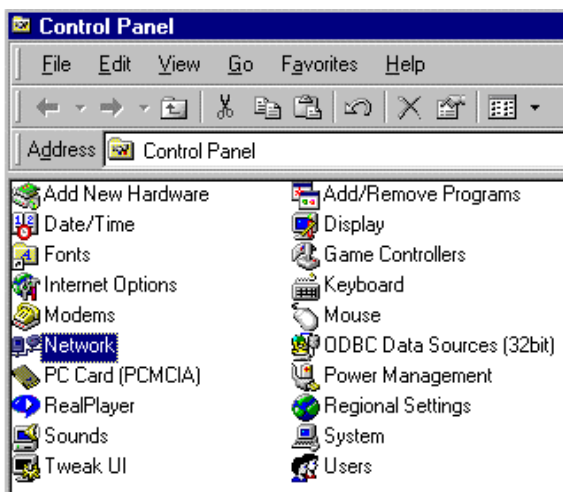 Control Panel
File Edit View Go Favorites Help
Address Control Panel
Add New Hardware Add/Remove Programs
Date/Time Display
Fonts Game Controllers
Internet Options Keyboard
Modems Mouse
Network ODBC Data Sources (32bit)
PC Card (PCMCIA) Power Management
RealPlayer Regional Settings
Sounds System
Tweak UI Users